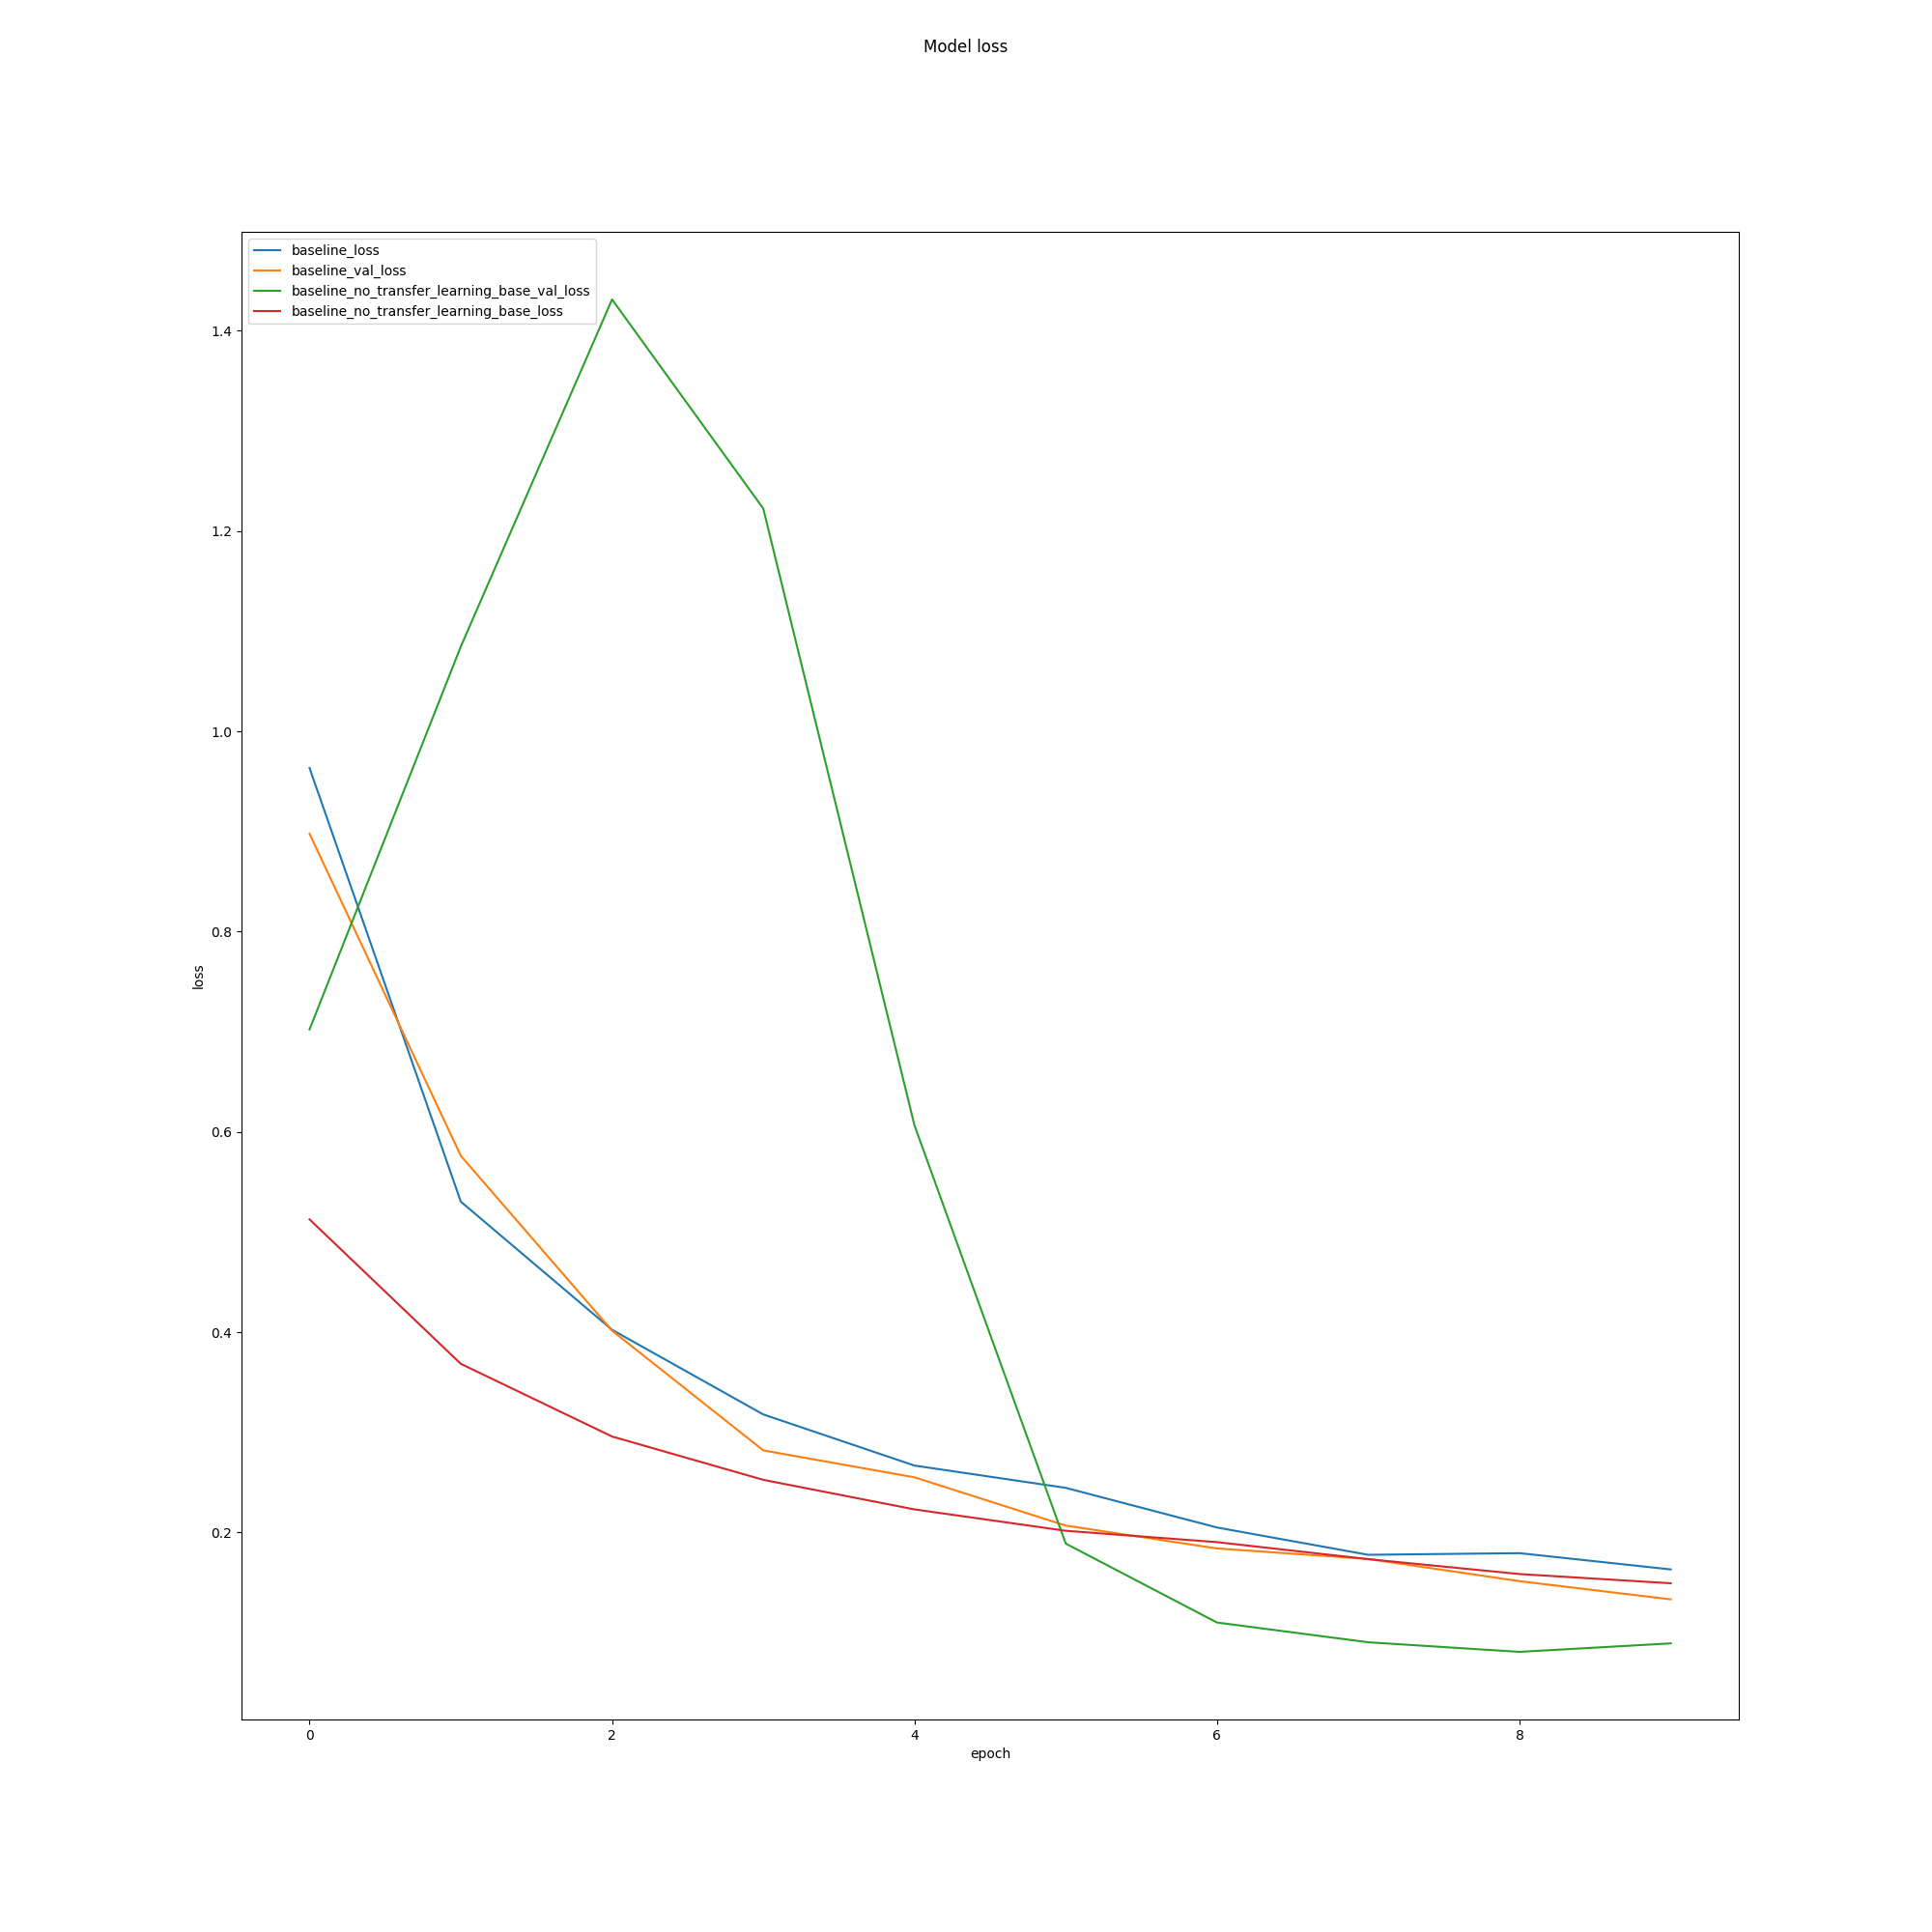 Model loss
baseline_loss
baseline_val_loss
baseline_no_transfer_learning_base_val_loss
baseline_no_transfer_learning_base_loss
1.4
1.2
1.0
0.8
loss
0.6
0.4
0.2
0 2 4 6 8
epoch